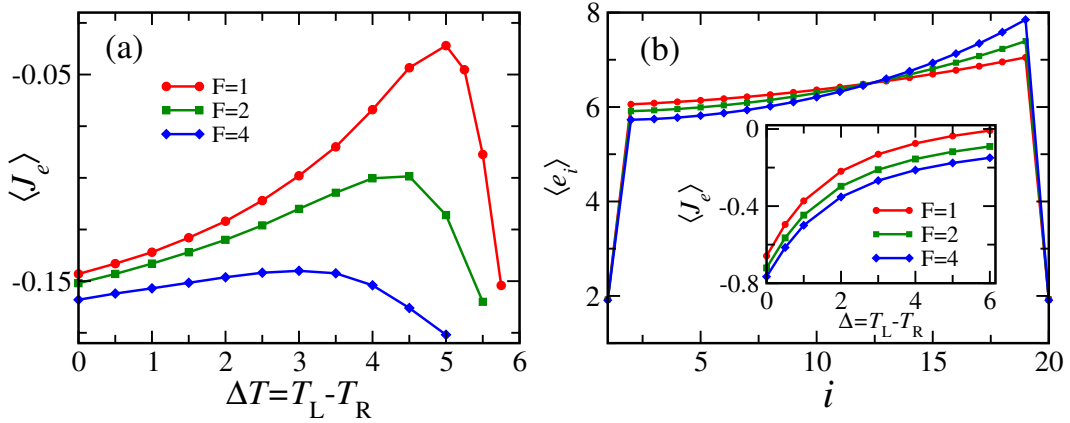 (a)
-0.05
-0.15
⟨J_e⟩
F=1
F=2
F=4
0 1 2 3 4 5 6
ΔT=T_L-T_R
(b)
8
6
4
2
⟨e_i⟩
5 10 15 20
i
0
-0.4
-0.8
⟨J_e⟩
F=1
F=2
F=4
0 2 4 6
Δ=T_L-T_R